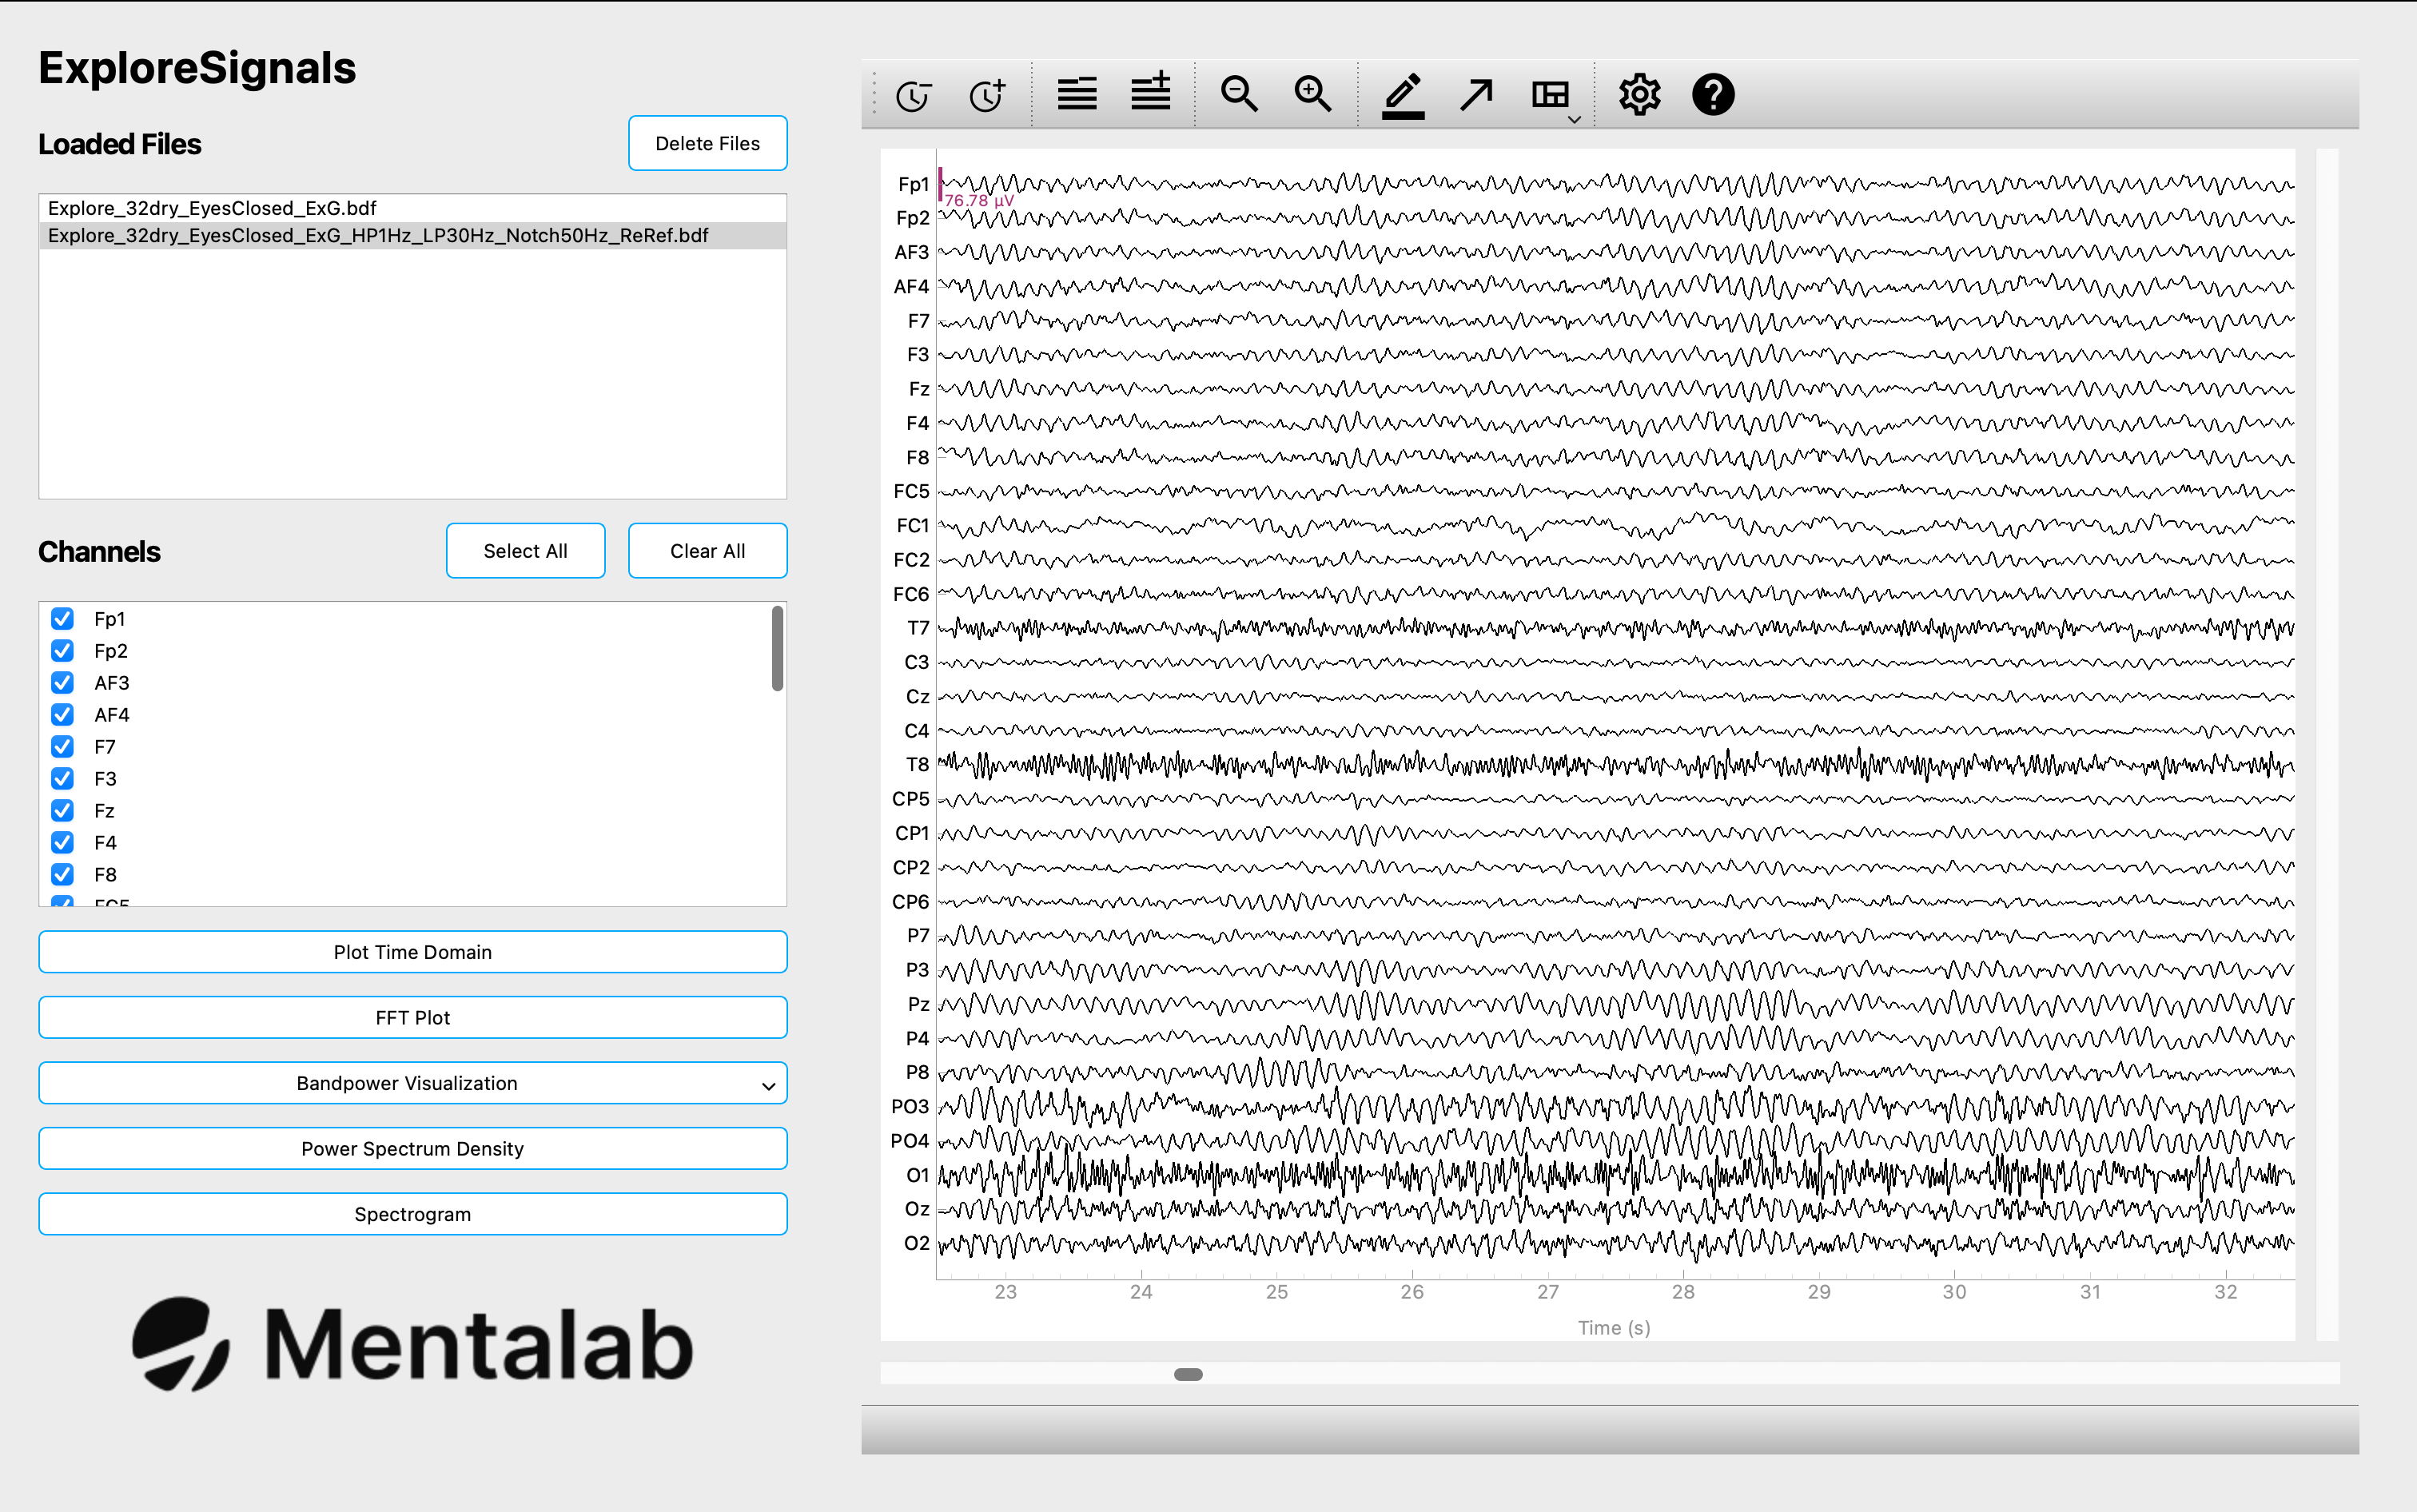 ExploreSignals
Loaded Files
Delete Files
Explore_32dry_EyesClosed_ExG.bdf
Explore_32dry_EyesClosed_ExG_HP1Hz_LP30Hz_Notch50Hz_ReRef.bdf
Channels
Select All
Clear All
Fp1
Fp2
AF3
AF4
F7
F3
Fz
F4
F8
FC5
Plot Time Domain
FFT Plot
Bandpower Visualization
Power Spectrum Density
Spectrogram
Mentalab
Fp1
76.78 µV
Fp2
AF3
AF4
F7
F3
Fz
F4
F8
FC5
FC1
FC2
FC6
T7
C3
Cz
C4
T8
CP5
CP1
CP2
CP6
P7
P3
Pz
P4
P8
PO3
PO4
O1
Oz
O2
23 24 25 26 27 28 29 30 31 32
Time (s)